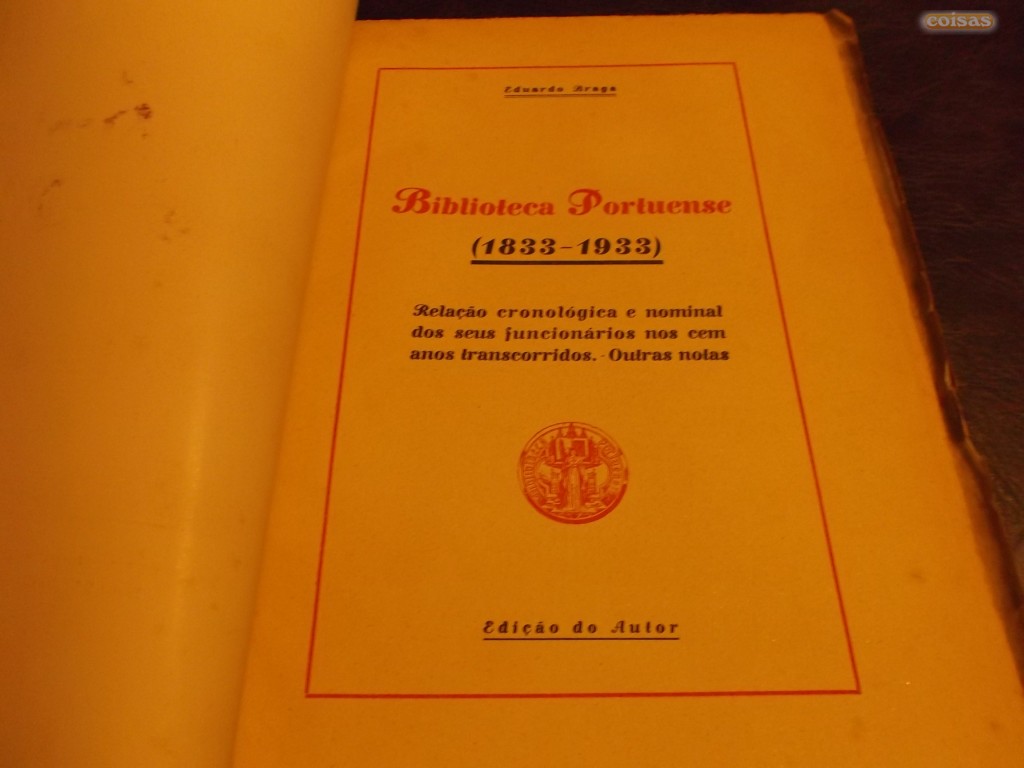 coisas
Eduardo Braga
Biblioteca Portuense
(1833-1933)
Relação cronológica e nominal
dos seus funcionários nos cem
anos transcorridos. - Outras notas
Edição do Autor